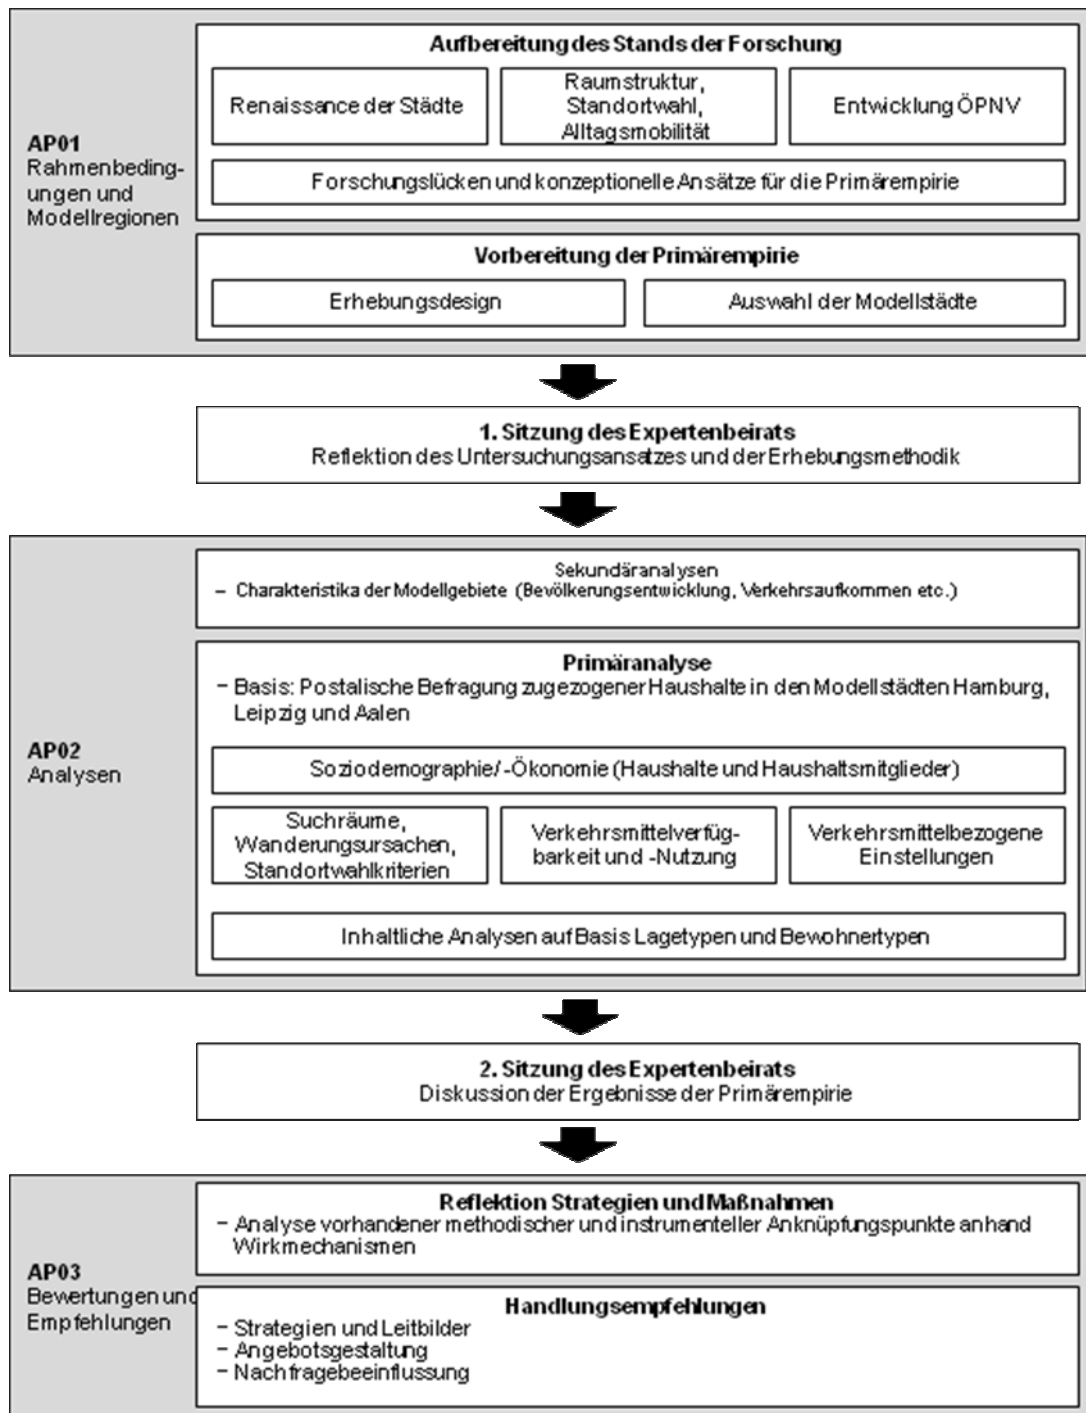 Aufbereitung des Stands der Forschung
Renaissance der Städte
Raumstruktur,
Standortwahl,
Alltagsmobilität
Entwicklung ÖPNV
AP01
Rahmenbeding-
ungen und
Modellregionen
Forschungslücken und konzeptionelle Ansätze für die Primärempirie
Vorbereitung der Primärempirie
Erhebungsdesign
Auswahl der Modellstädte
1. Sitzung des Expertenbeirats
Reflektion des Untersuchungsansatzes und der Erhebungsmethodik
Sekundäranalysen
– Charakteristika der Modellgebiete (Bevölkerungsentwicklung, Verkehrsaufkommen etc.)
Primäranalyse
– Basis: Postalische Befragung zugezogener Haushalte in den Modellstädten Hamburg,
Leipzig und Aalen
AP02
Analysen
Soziodemographie/-Ökonomie (Haushalte und Haushaltsmitglieder)
Suchräume,
Wanderungsursachen,
Standortwahlkriterien
Verkehrsmittelverfüg-
barkeit und -Nutzung
Verkehrsmittelbezogene
Einstellungen
Inhaltliche Analysen auf Basis Lagetypen und Bewohnertypen
2. Sitzung des Expertenbeirats
Diskussion der Ergebnisse der Primärempirie
Reflektion Strategien und Maßnahmen
– Analyse vorhandener methodischer und instrumenteller Anknüpfungspunkte anhand
Wirkmechanismen
AP03
Bewertungen und
Empfehlungen
Handlungsempfehlungen
– Strategien und Leitbilder
– Angebotsgestaltung
– Nachfragebeeinflussung